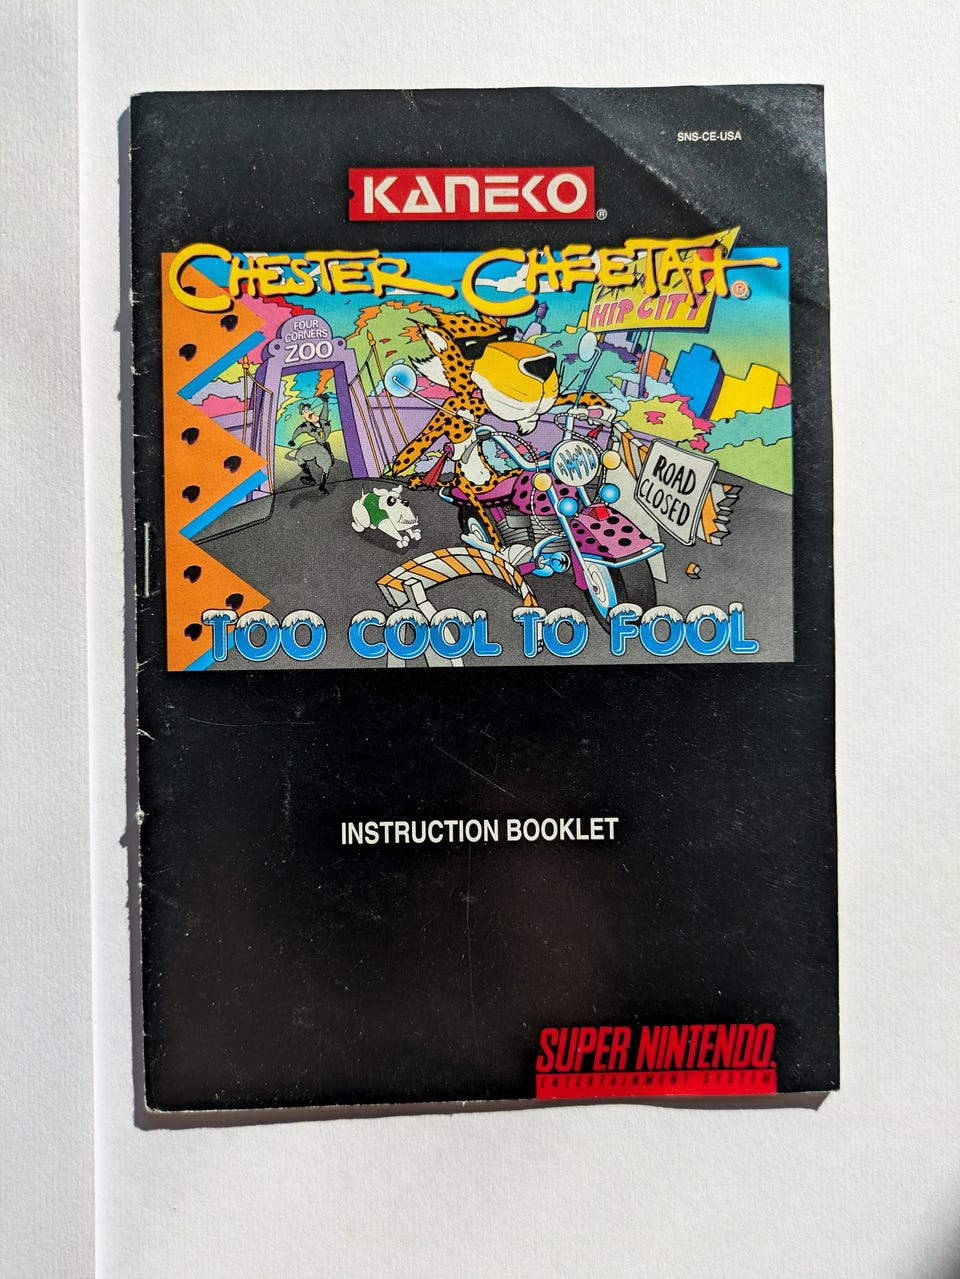 SNS-CE-USA
KANEKO®
CHESTER CHEETAH®
HIP CITY
FOUR
CORNERS
ZOO
ROAD
CLOSED
TOO COOL TO FOOL
INSTRUCTION BOOKLET
SUPER NINTENDO
ENTERTAINMENT SYSTEM